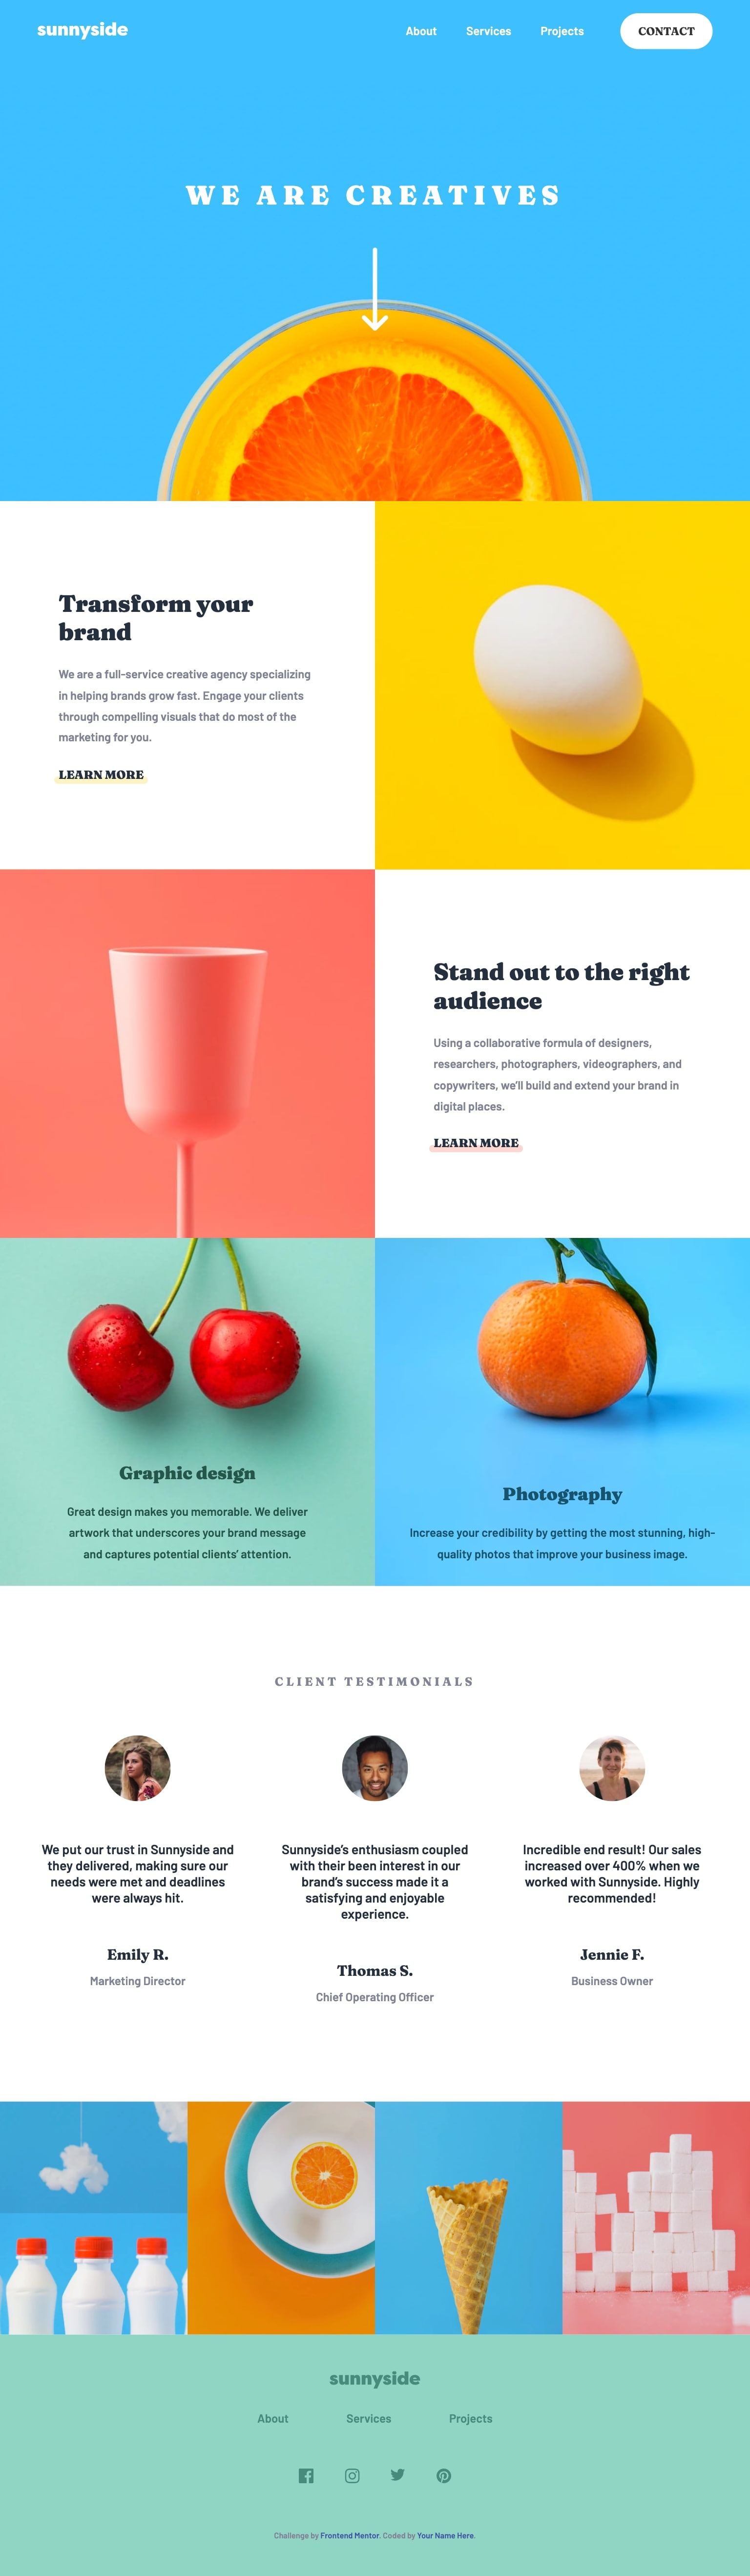 sunnyside
About Services Projects CONTACT
WE ARE CREATIVES
Transform your
brand
We are a full-service creative agency specializing
in helping brands grow fast. Engage your clients
through compelling visuals that do most of the
marketing for you.
LEARN MORE
Stand out to the right
audience
Using a collaborative formula of designers,
researchers, photographers, videographers, and
copywriters, we'll build and extend your brand in
digital places.
LEARN MORE
Graphic design
Great design makes you memorable. We deliver
artwork that underscores your brand message
and captures potential clients' attention.
Photography
Increase your credibility by getting the most stunning, high-
quality photos that improve your business image.
CLIENT TESTIMONIALS
We put our trust in Sunnyside and
they delivered, making sure our
needs were met and deadlines
were always hit.
Emily R.
Marketing Director
Sunnyside's enthusiasm coupled
with their been interest in our
brand's success made it a
satisfying and enjoyable
experience.
Thomas S.
Chief Operating Officer
Incredible end result! Our sales
increased over 400% when we
worked with Sunnyside. Highly
recommended!
Jennie F.
Business Owner
sunnyside
About Services Projects
Challenge by Frontend Mentor. Coded by Your Name Here.